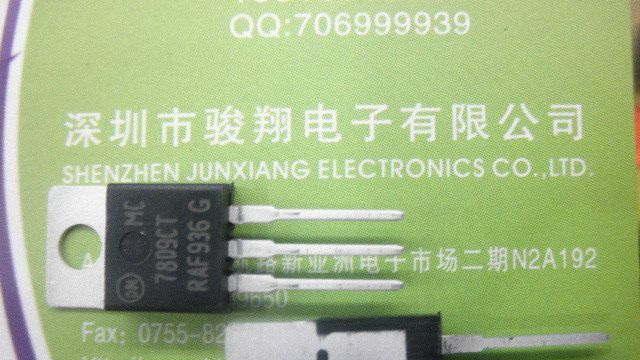 QQ:706999939
深圳市骏翔电子有限公司
SHENZHEN JUNXIANG ELECTRONICS CO.,LTD.
MC
7809CT
RAF936 G
ON
新亚洲电子市场二期N2A192
9650
Fax: 0755-82